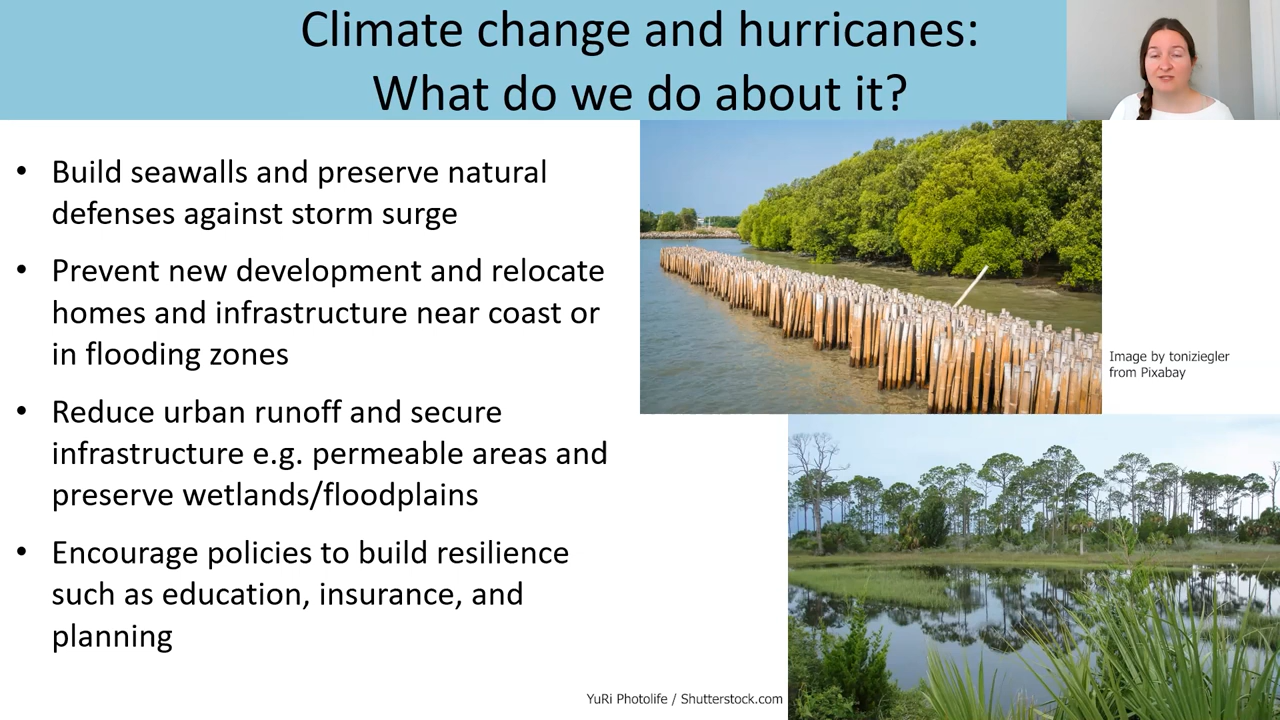 Climate change and hurricanes:
What do we do about it?
• Build seawalls and preserve natural
defenses against storm surge
• Prevent new development and relocate
homes and infrastructure near coast or
in flooding zones
• Reduce urban runoff and secure
infrastructure e.g. permeable areas and
preserve wetlands/floodplains
• Encourage policies to build resilience
such as education, insurance, and
planning
Image by toniziegler
from Pixabay
YuRi Photolife / Shutterstock.com